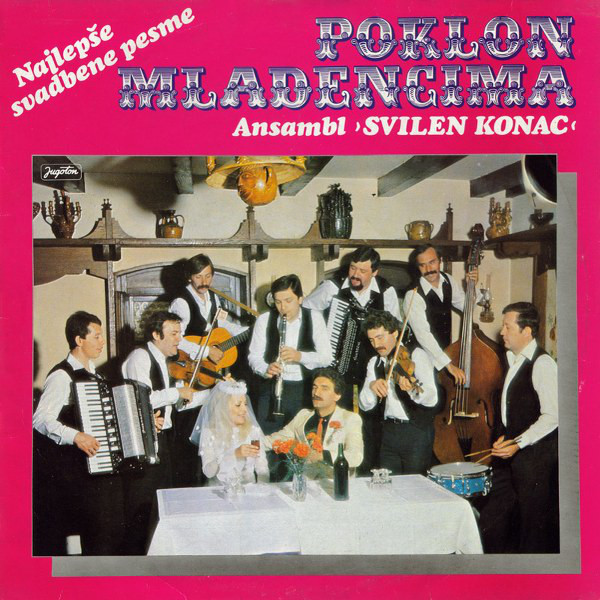 Najlepše
svadbene pesme
POKLON
MLADENCIMA
Ansambl ›SVILEN KONAC‹
Jugoton